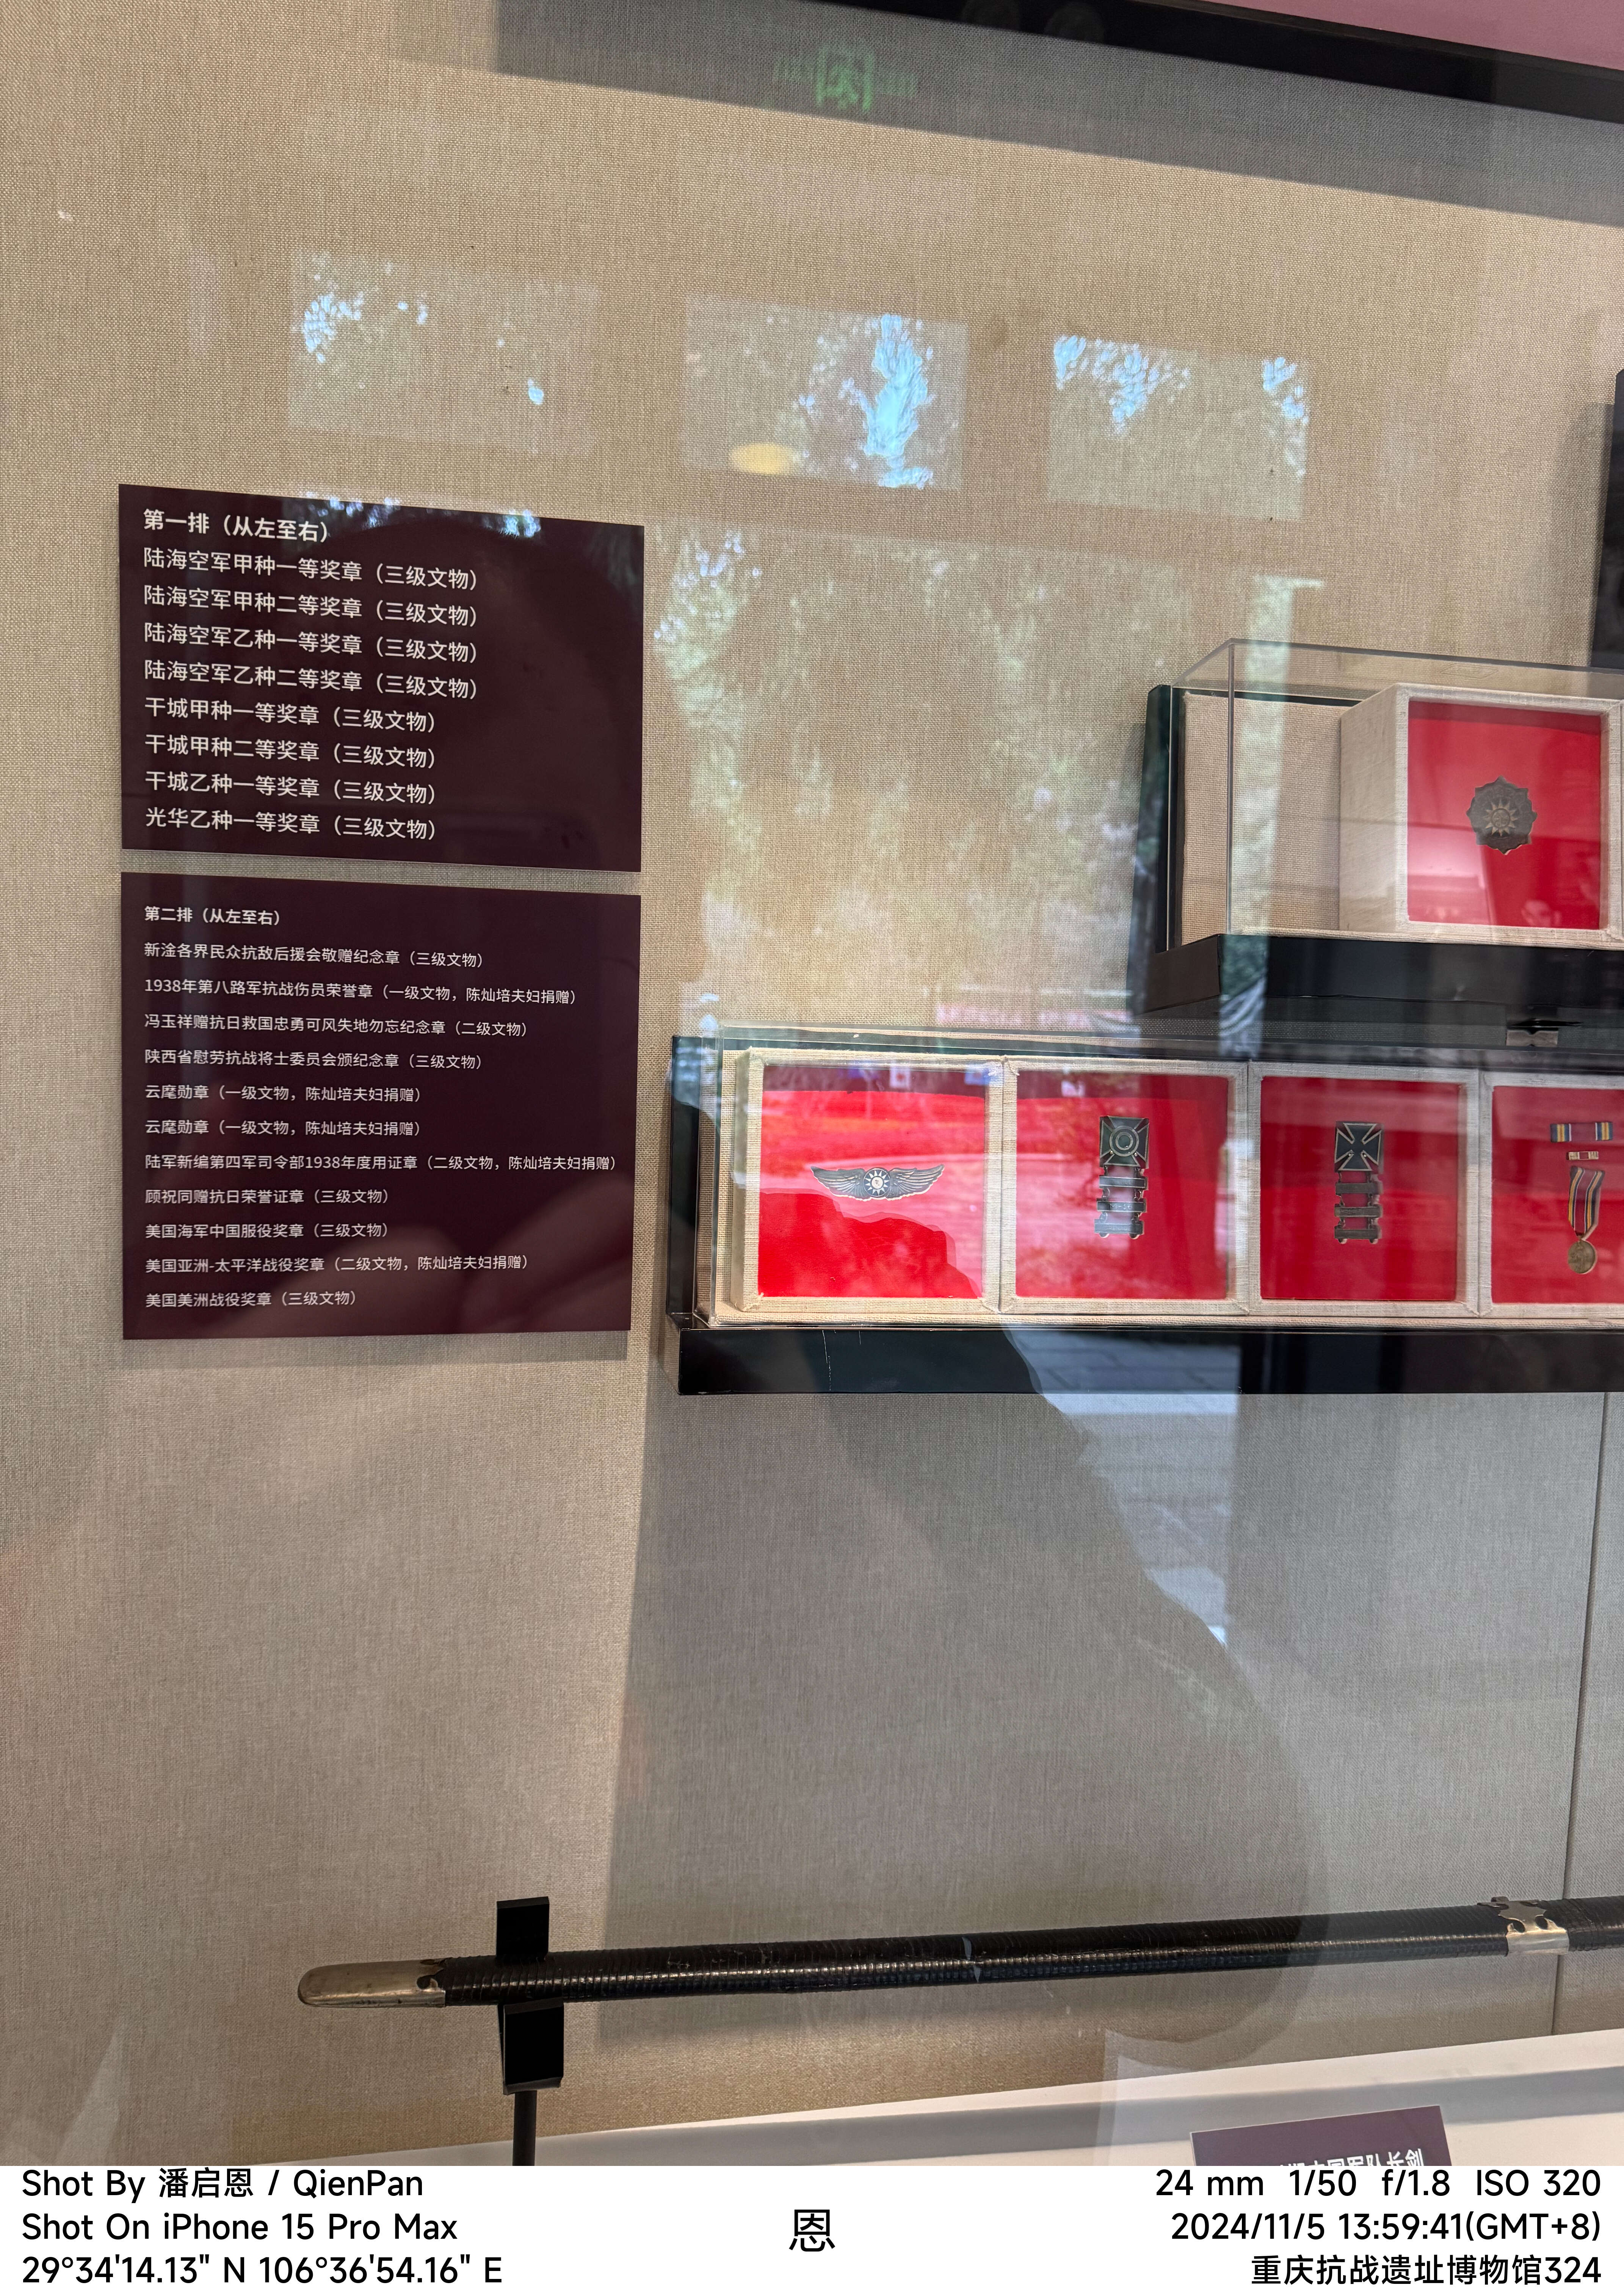 第一排（从左至右）
陆海空军甲种一等奖章（三级文物）
陆海空军甲种二等奖章（三级文物）
陆海空军乙种一等奖章（三级文物）
陆海空军乙种二等奖章（三级文物）
干城甲种一等奖章（三级文物）
干城甲种二等奖章（三级文物）
干城乙种一等奖章（三级文物）
光华乙种一等奖章（三级文物）
第二排（从左至右）
新淦各界民众抗敌后援会敬赠纪念章（三级文物）
1938年第八路军抗战伤员荣誉章（一级文物，陈灿培夫妇捐赠）
冯玉祥赠抗日救国忠勇可风失地勿忘纪念章（二级文物）
陕西省慰劳抗战将士委员会颁纪念章（三级文物）
云麾勋章（一级文物，陈灿培夫妇捐赠）
云麾勋章（一级文物，陈灿培夫妇捐赠）
陆军新编第四军司令部1938年度用证章（二级文物，陈灿培夫妇捐赠）
顾祝同赠抗日荣誉证章（三级文物）
美国海军中国服役奖章（三级文物）
美国亚洲-太平洋战役奖章（二级文物，陈灿培夫妇捐赠）
美国美洲战役奖章（三级文物）
中国军队长剑
Shot By 潘启恩 / QienPan
Shot On iPhone 15 Pro Max
29°34'14.13" N 106°36'54.16" E
恩
24 mm 1/50 f/1.8 ISO 320
2024/11/5 13:59:41(GMT+8)
重庆抗战遗址博物馆324